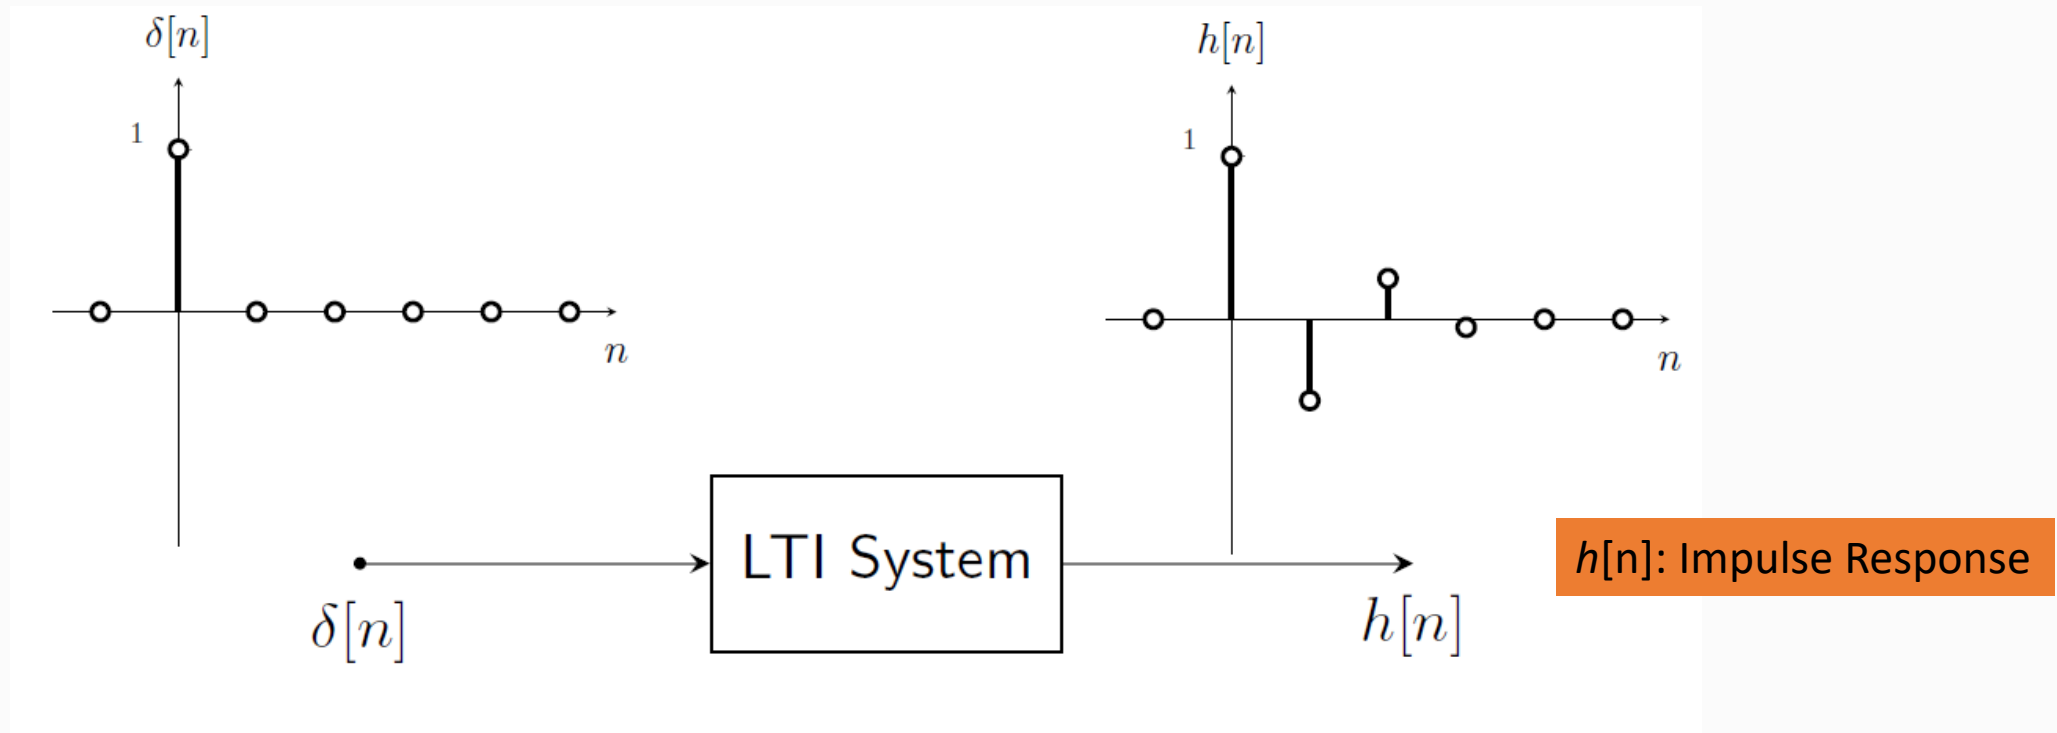 δ[n]
1
n
h[n]
1
n
LTI System
δ[n]
h[n]
h[n]: Impulse Response